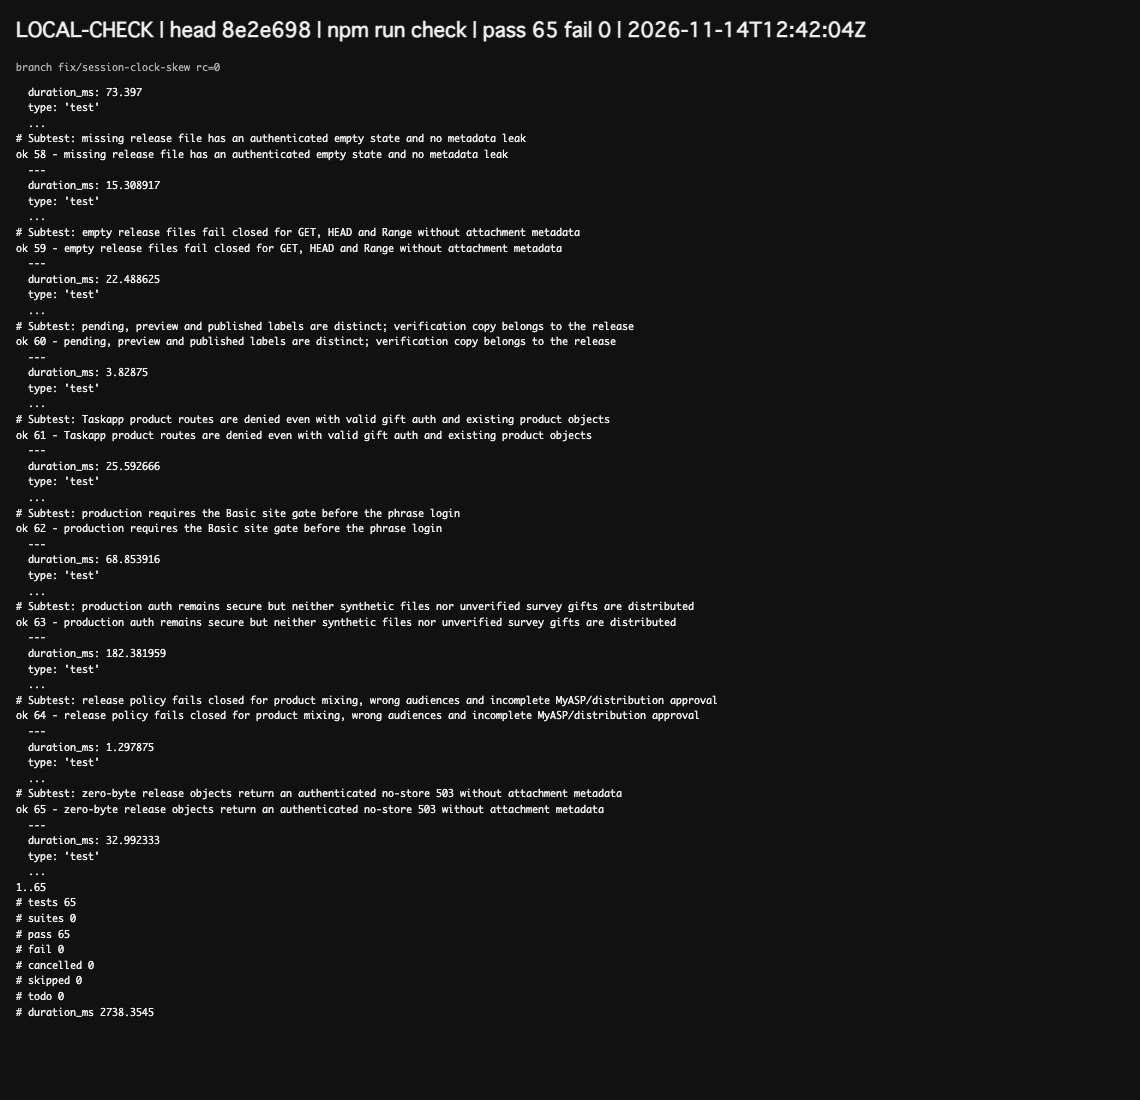 LOCAL-CHECK | head 8e2e698 | npm run check | pass 65 fail 0 | 2026-11-14T12:42:04Z
branch fix/session-clock-skew rc=0
duration_ms: 73.397
type: 'test'
...
# Subtest: missing release file has an authenticated empty state and no metadata leak
ok 58 - missing release file has an authenticated empty state and no metadata leak
---
duration_ms: 15.308917
type: 'test'
...
# Subtest: empty release files fail closed for GET, HEAD and Range without attachment metadata
ok 59 - empty release files fail closed for GET, HEAD and Range without attachment metadata
---
duration_ms: 22.488625
type: 'test'
...
# Subtest: pending, preview and published labels are distinct; verification copy belongs to the release
ok 60 - pending, preview and published labels are distinct; verification copy belongs to the release
---
duration_ms: 3.82875
type: 'test'
...
# Subtest: Taskapp product routes are denied even with valid gift auth and existing product objects
ok 61 - Taskapp product routes are denied even with valid gift auth and existing product objects
---
duration_ms: 25.592666
type: 'test'
...
# Subtest: production requires the Basic site gate before the phrase login
ok 62 - production requires the Basic site gate before the phrase login
---
duration_ms: 68.853916
type: 'test'
...
# Subtest: production auth remains secure but neither synthetic files nor unverified survey gifts are distributed
ok 63 - production auth remains secure but neither synthetic files nor unverified survey gifts are distributed
---
duration_ms: 182.381959
type: 'test'
...
# Subtest: release policy fails closed for product mixing, wrong audiences and incomplete MyASP/distribution approval
ok 64 - release policy fails closed for product mixing, wrong audiences and incomplete MyASP/distribution approval
---
duration_ms: 1.297875
type: 'test'
...
# Subtest: zero-byte release objects return an authenticated no-store 503 without attachment metadata
ok 65 - zero-byte release objects return an authenticated no-store 503 without attachment metadata
---
duration_ms: 32.992333
type: 'test'
...
1..65
# tests 65
# suites 0
# pass 65
# fail 0
# cancelled 0
# skipped 0
# todo 0
# duration_ms 2738.3545